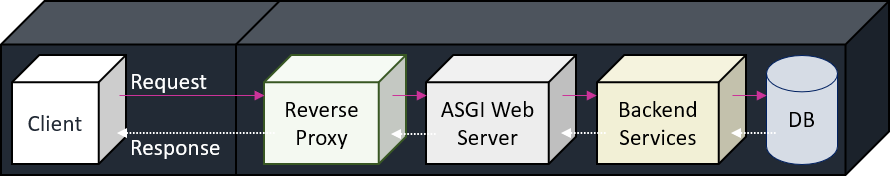 Client
Request
Response
Reverse
Proxy
ASGI Web
Server
Backend
Services
DB